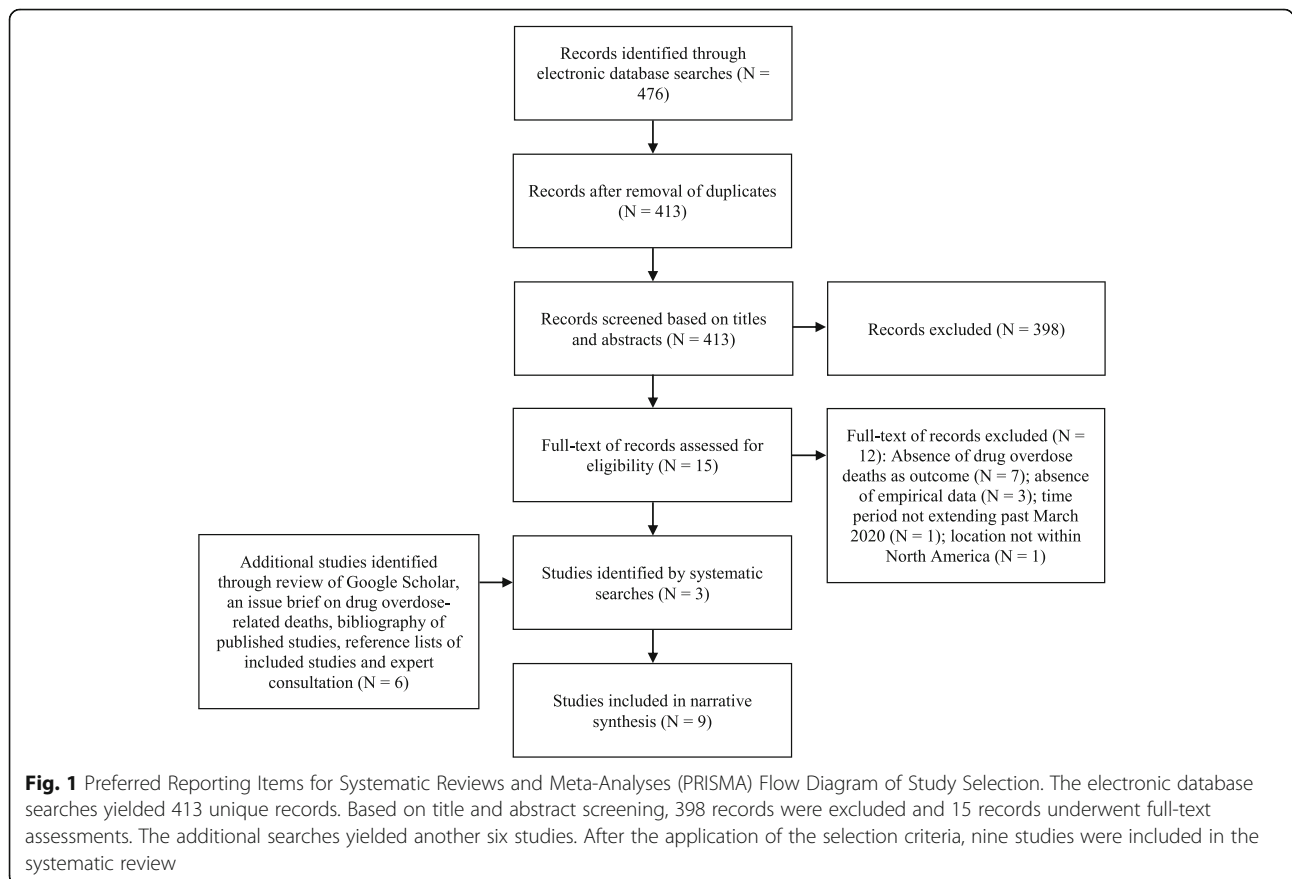 Records identified through
electronic database searches (N =
476)
Records after removal of duplicates
(N = 413)
Records screened based on titles
and abstracts (N = 413)
Records excluded (N = 398)
Full-text of records assessed for
eligibility (N = 15)
Full-text of records excluded (N =
12): Absence of drug overdose
deaths as outcome (N = 7); absence
of empirical data (N = 3); time
period not extending past March
2020 (N = 1); location not within
North America (N = 1)
Additional studies identified
through review of Google Scholar,
an issue brief on drug overdose-
related deaths, bibliography of
published studies, reference lists of
included studies and expert
consultation (N = 6)
Studies identified by systematic
searches (N = 3)
Studies included in narrative
synthesis (N = 9)
Fig. 1 Preferred Reporting Items for Systematic Reviews and Meta-Analyses (PRISMA) Flow Diagram of Study Selection. The electronic database
searches yielded 413 unique records. Based on title and abstract screening, 398 records were excluded and 15 records underwent full-text
assessments. The additional searches yielded another six studies. After the application of the selection criteria, nine studies were included in the
systematic review